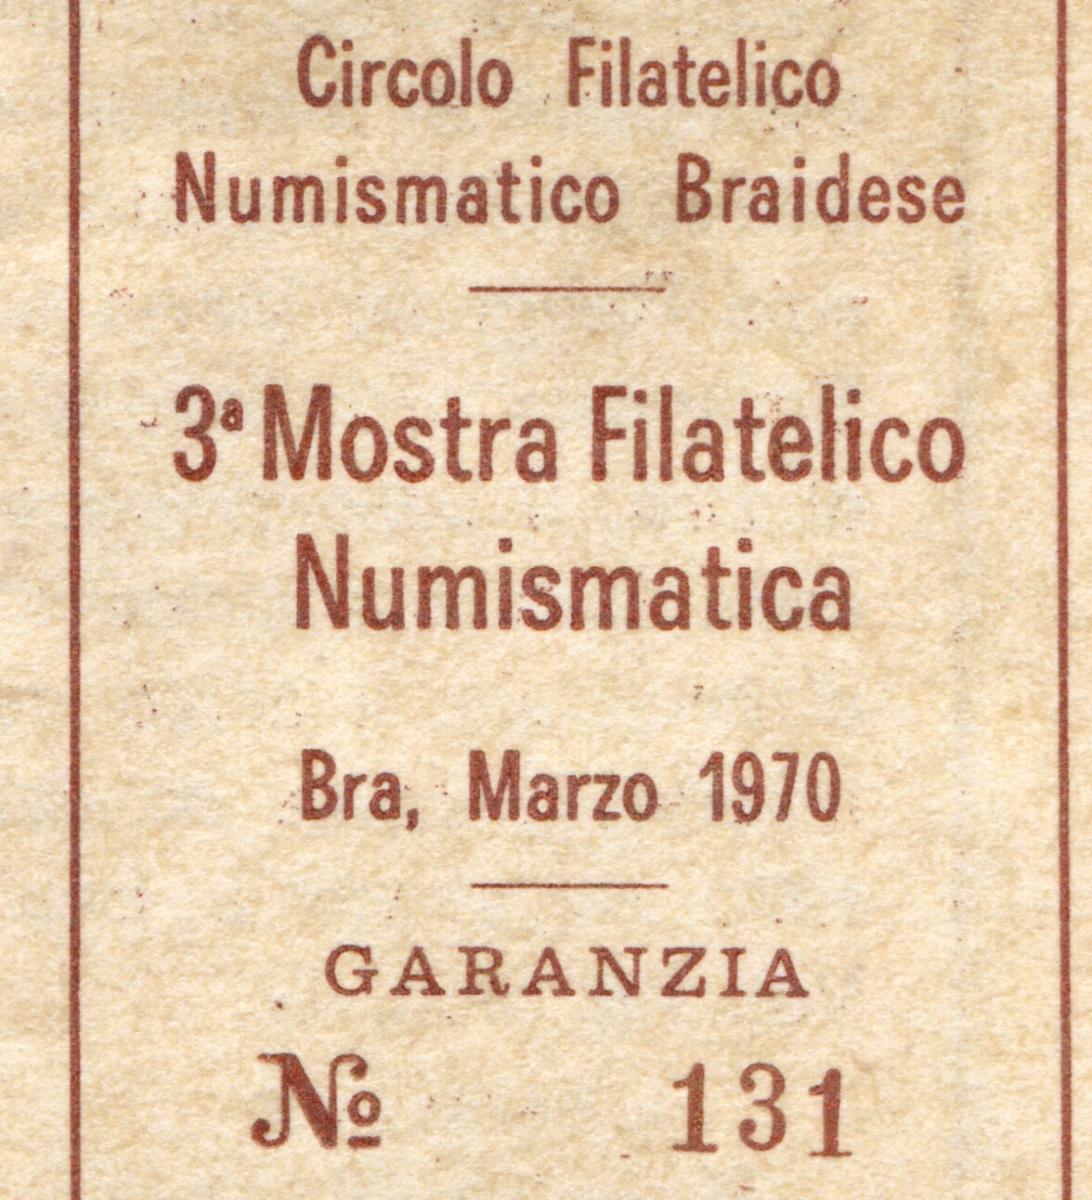 Circolo Filatelico
Numismatico Braidese
3ª Mostra Filatelico
Numismatica
Bra, Marzo 1970
GARANZIA
№ 131